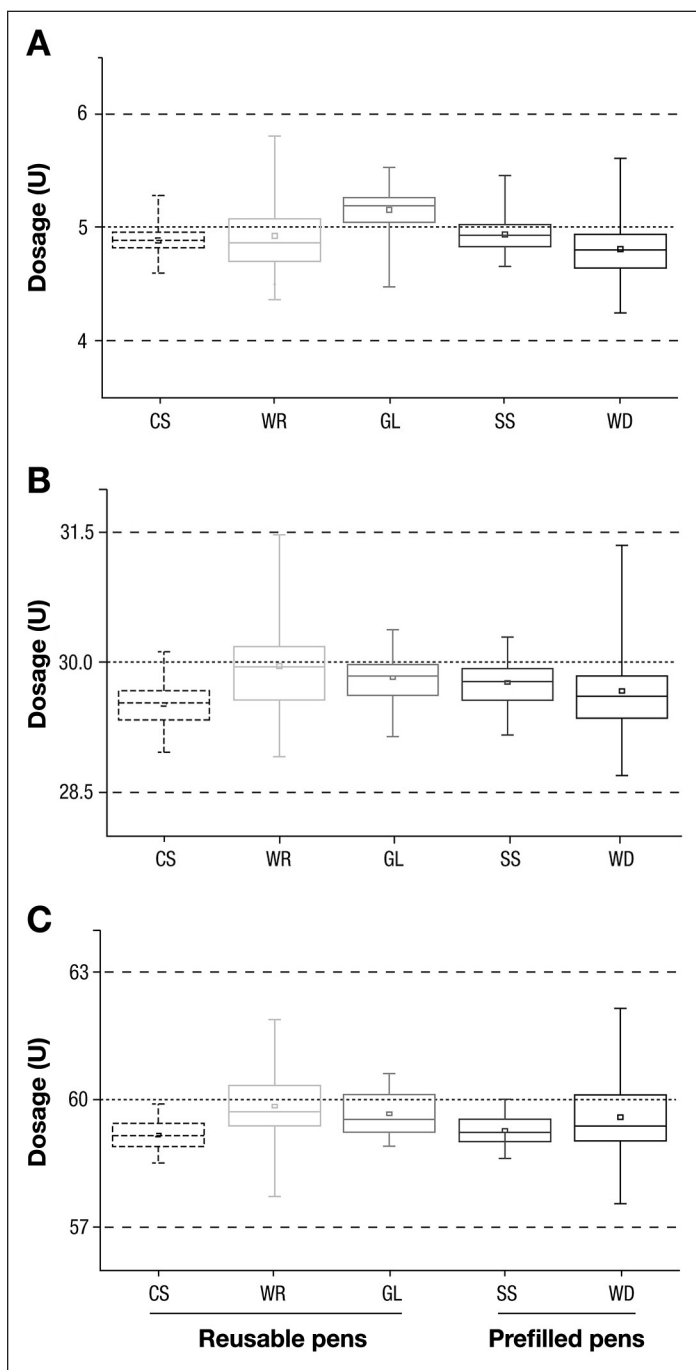 A
Dosage (U)
6
5
4
CS WR GL SS WD
B
Dosage (U)
31.5
30.0
28.5
CS WR GL SS WD
C
Dosage (U)
63
60
57
CS WR GL SS WD
Reusable pens Prefilled pens